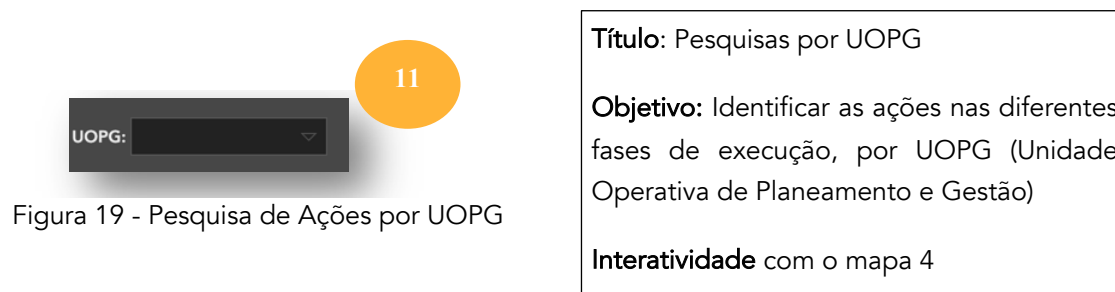 11
UOPG:
Figura 19 - Pesquisa de Ações por UOPG
Título: Pesquisas por UOPG
Objetivo: Identificar as ações nas diferentes
fases de execução, por UOPG (Unidade
Operativa de Planeamento e Gestão)
Interatividade com o mapa 4